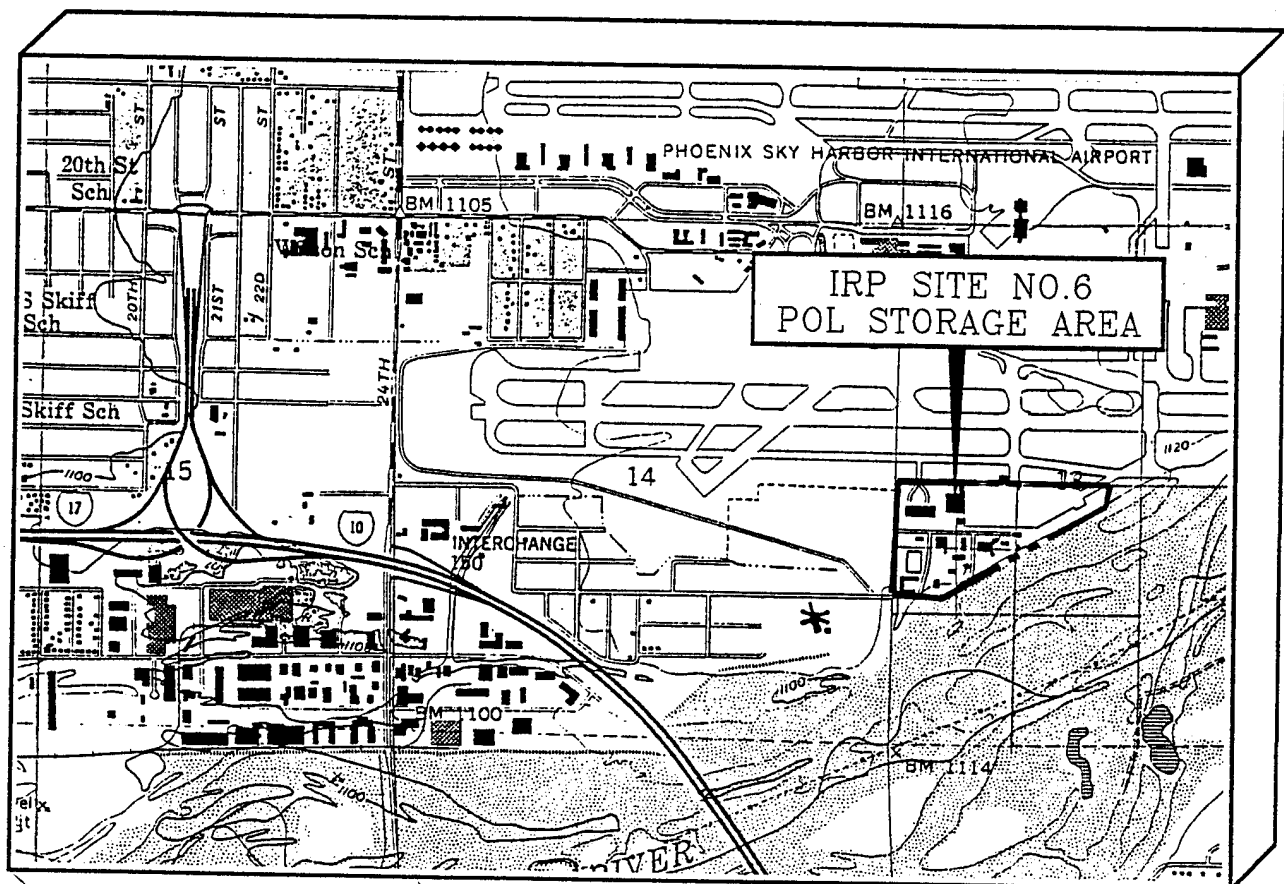 ST
ST
ST
20th St
Sch
ST
PHOENIX SKY HARBOR INTERNATIONAL AIRPORT
BM 1105
BM 1116
IRP SITE NO.6
POL STORAGE AREA
S Skiff
Sch
20TH
21ST
22D
24TH
Skiff Sch
1100
15
14
13
1120
17
10
INTERCHANGE
150
1100
1100
BM 1100
BM 1114
1100
RIVER